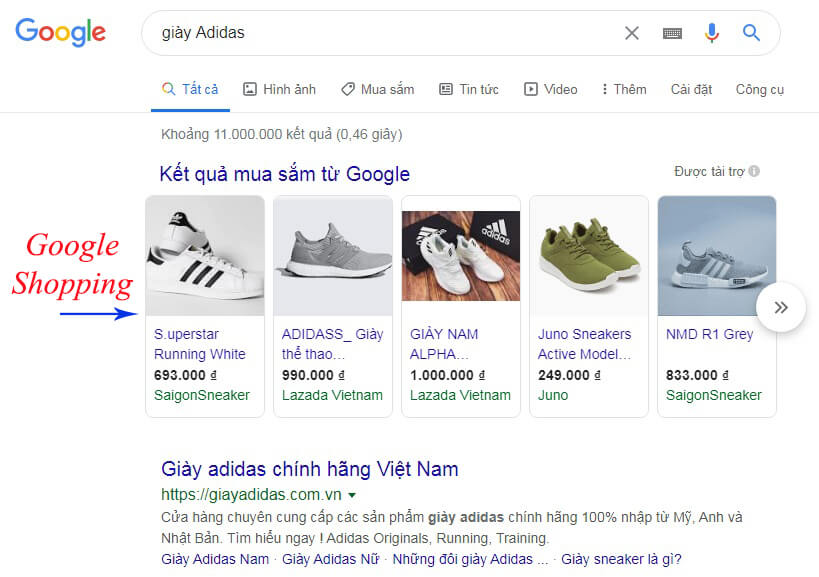 Google
giày Adidas
Tất cả
Hình ảnh
Mua sắm
Tin tức
Video
Thêm
Cài đặt
Công cụ
Khoảng 11.000.000 kết quả (0,46 giây)
Kết quả mua sắm từ Google
Được tài trợ
Google
Shopping
adidas
S.uperstar
Running White
693.000 ₫
SaigonSneaker
ADIDASS_ Giày
thể thao...
990.000 ₫
Lazada Vietnam
GIÀY NAM
ALPHA...
1.000.000 ₫
Lazada Vietnam
Juno Sneakers
Active Model...
249.000 ₫
Juno
NMD R1 Grey
833.000 ₫
SaigonSneaker
Giày adidas chính hãng Việt Nam
https://giayadidas.com.vn
Cửa hàng chuyên cung cấp các sản phẩm giày adidas chính hãng 100% nhập từ Mỹ, Anh và
Nhật Bản. Tìm hiểu ngay ! Adidas Originals, Running, Training.
Giày Adidas Nam · Giày Adidas Nữ · Những đôi giày Adidas ... · Giày sneaker là gì?